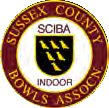 SUSSEX COUNTY
SCIBA
INDOOR
BOWLS ASSOCN.